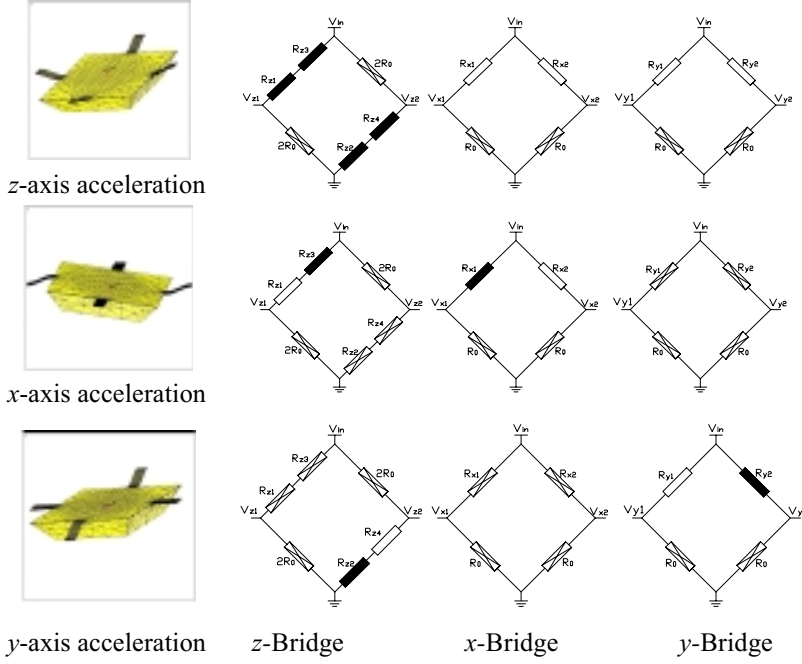 Vin Vin Vin
Rz3 2R0 Rx1 Rx2 Ry1 Ry2
Rz1
Vz1 Vz2 Vx1 Vx2 Vy1 Vy2
Rz4
2R0 Rz2 R0 R0 R0 R0
z-axis acceleration
Vin Vin Vin
Rz3 2R0 Rx1 Rx2 Ry1 Ry2
Rz1
Vz1 Vz2 Vx1 Vx2 Vy1 Vy2
Rz4
2R0 Rz2 R0 R0 R0 R0
x-axis acceleration
Vin Vin Vin
Rz3 2R0 Rx1 Rx2 Ry1 Ry2
Rz1
Vz1 Vz2 Vx1 Vx2 Vy1 Vy
Rz4
2R0 Rz2 R0 R0 R0 R0
y-axis acceleration z-Bridge x-Bridge y-Bridge